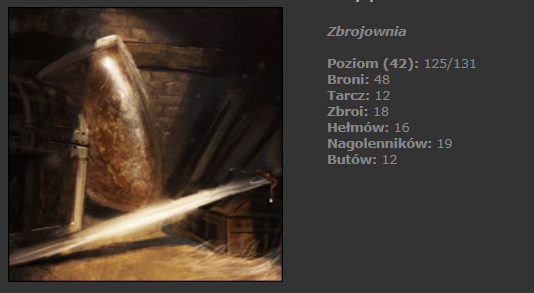 Zbrojownia
Poziom (42): 125/131
Broni: 48
Tarcz: 12
Zbroi: 18
Hełmów: 16
Nagolenników: 19
Butów: 12